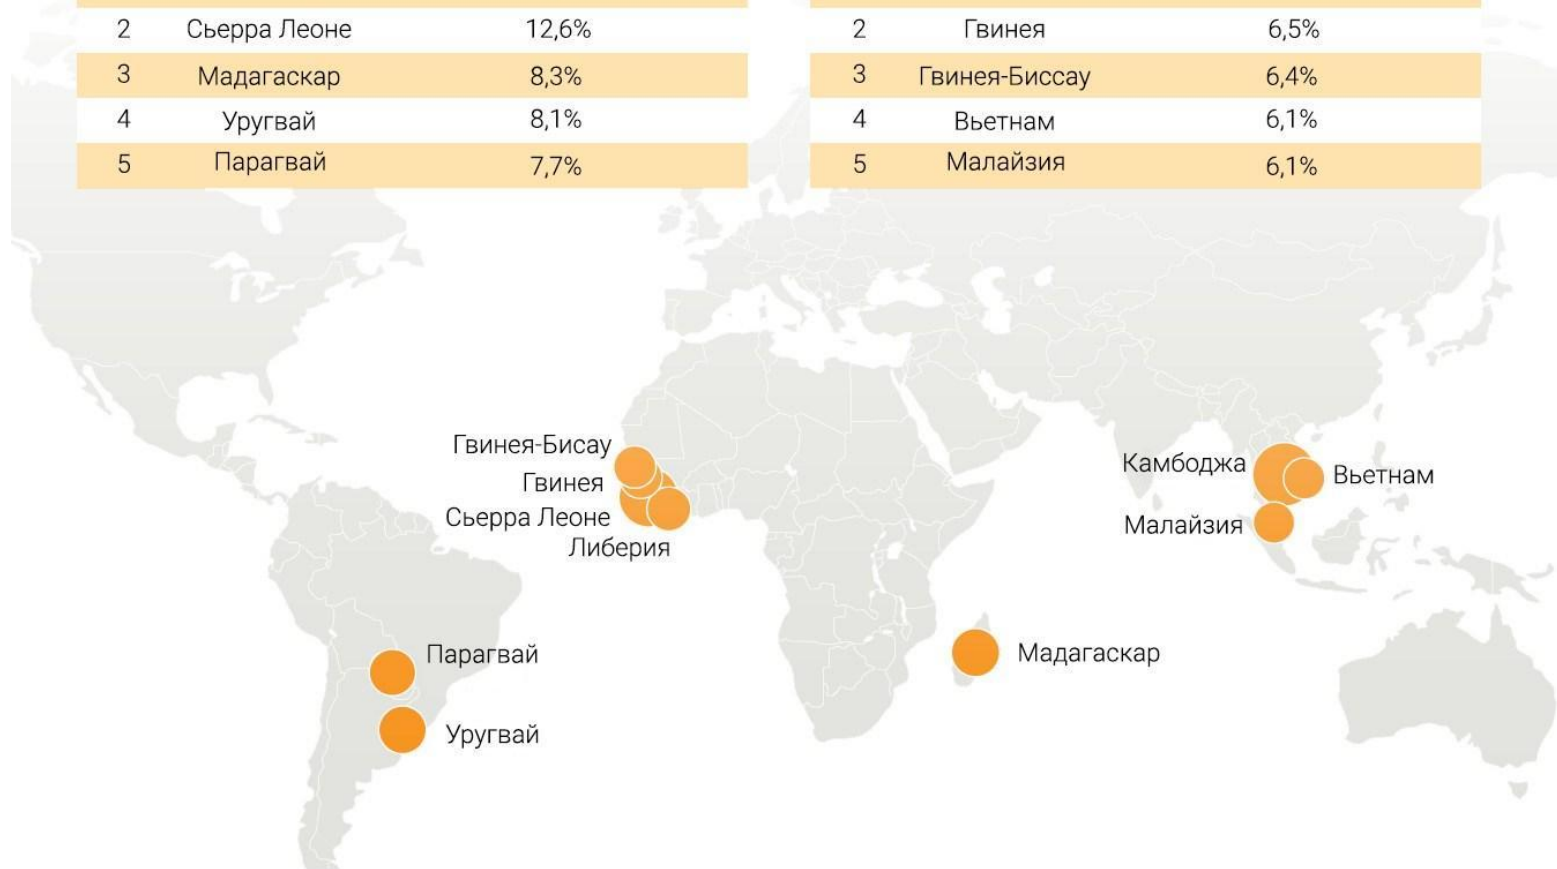 2 Сьерра Леоне 12,6%
3 Мадагаскар 8,3%
4 Уругвай 8,1%
5 Парагвай 7,7%
2 Гвинея 6,5%
3 Гвинея-Биссау 6,4%
4 Вьетнам 6,1%
5 Малайзия 6,1%
Гвинея-Бисау
Гвинея
Сьерра Леоне
Либерия
Камбоджа
Вьетнам
Малайзия
Парагвай
Мадагаскар
Уругвай